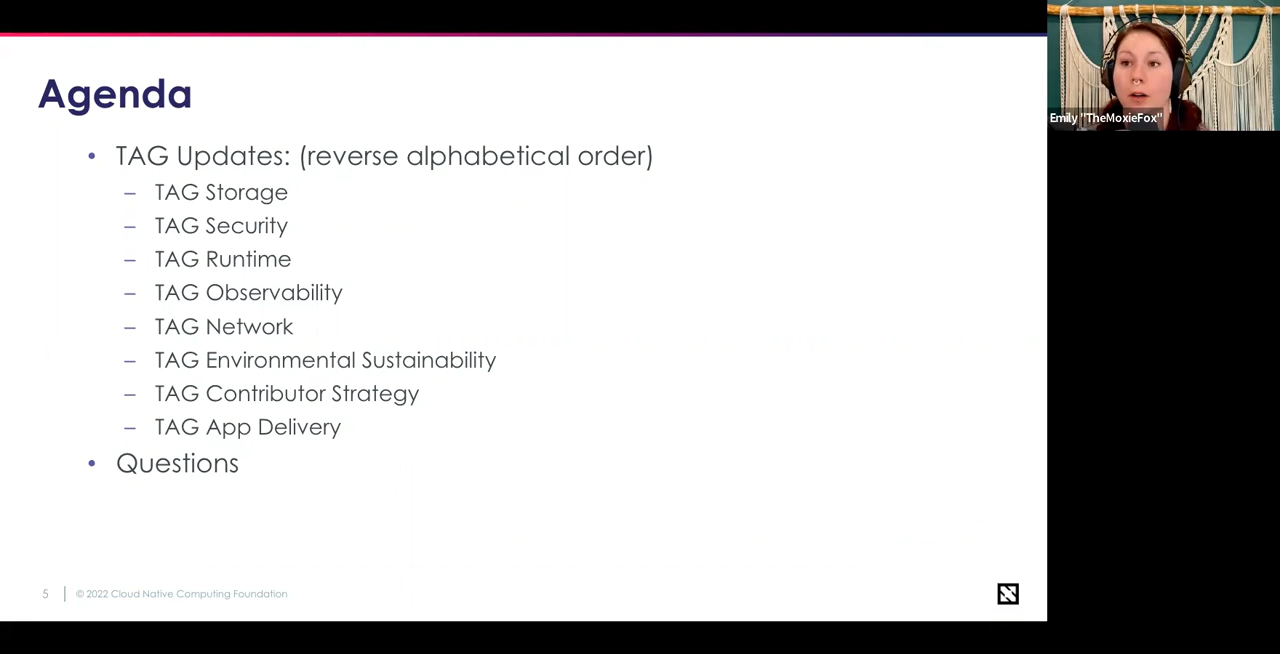 Agenda
• TAG Updates: (reverse alphabetical order)
– TAG Storage
– TAG Security
– TAG Runtime
– TAG Observability
– TAG Network
– TAG Environmental Sustainability
– TAG Contributor Strategy
– TAG App Delivery
• Questions
5 | © 2022 Cloud Native Computing Foundation
Emily "TheMoxieFox"